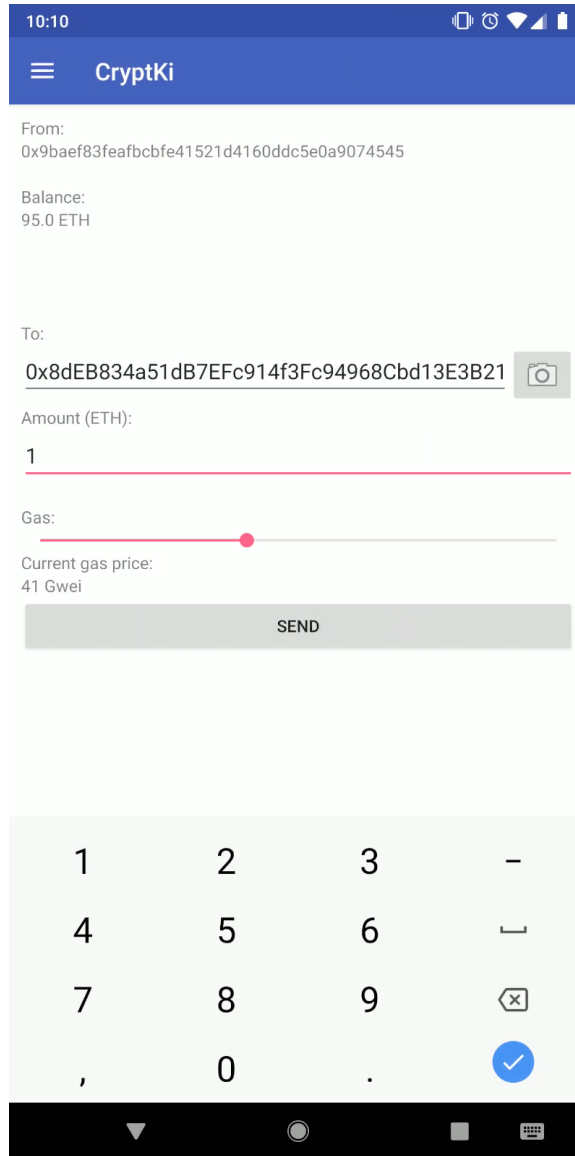 10:10
CryptKi
From:
0x9baef83feafbcbfe41521d4160ddc5e0a9074545
Balance:
95.0 ETH
To:
0x8dEB834a51dB7EFc914f3Fc94968Cbd13E3B21
Amount (ETH):
1
Gas:
Current gas price:
41 Gwei
SEND
1 2 3 -
4 5 6
7 8 9
, 0 .